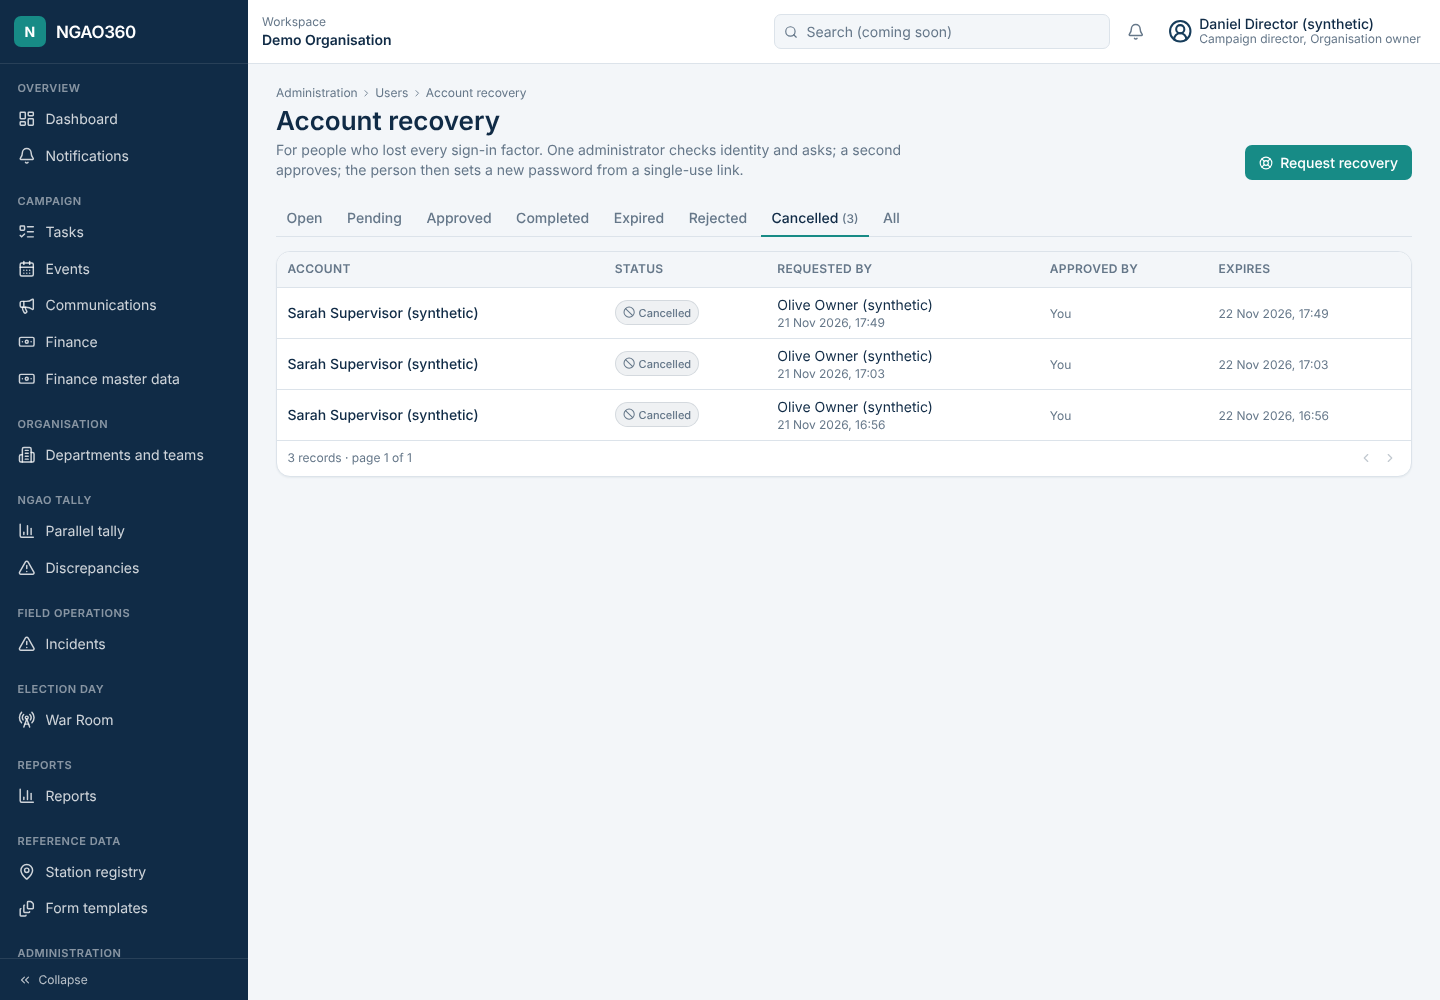 N NGAO360
Workspace
Demo Organisation
Search (coming soon)
Daniel Director (synthetic)
Campaign director, Organisation owner
OVERVIEW
Dashboard
Notifications
CAMPAIGN
Tasks
Events
Communications
Finance
Finance master data
ORGANISATION
Departments and teams
NGAO TALLY
Parallel tally
Discrepancies
FIELD OPERATIONS
Incidents
ELECTION DAY
War Room
REPORTS
Reports
REFERENCE DATA
Station registry
Form templates
ADMINISTRATION
Collapse
Administration > Users > Account recovery
Account recovery
For people who lost every sign-in factor. One administrator checks identity and asks; a second
approves; the person then sets a new password from a single-use link.
Request recovery
Open Pending Approved Completed Expired Rejected Cancelled (3) All
ACCOUNT STATUS REQUESTED BY APPROVED BY EXPIRES
Sarah Supervisor (synthetic) Cancelled Olive Owner (synthetic) You 22 Nov 2026, 17:49
21 Nov 2026, 17:49
Sarah Supervisor (synthetic) Cancelled Olive Owner (synthetic) You 22 Nov 2026, 17:03
21 Nov 2026, 17:03
Sarah Supervisor (synthetic) Cancelled Olive Owner (synthetic) You 22 Nov 2026, 16:56
21 Nov 2026, 16:56
3 records · page 1 of 1